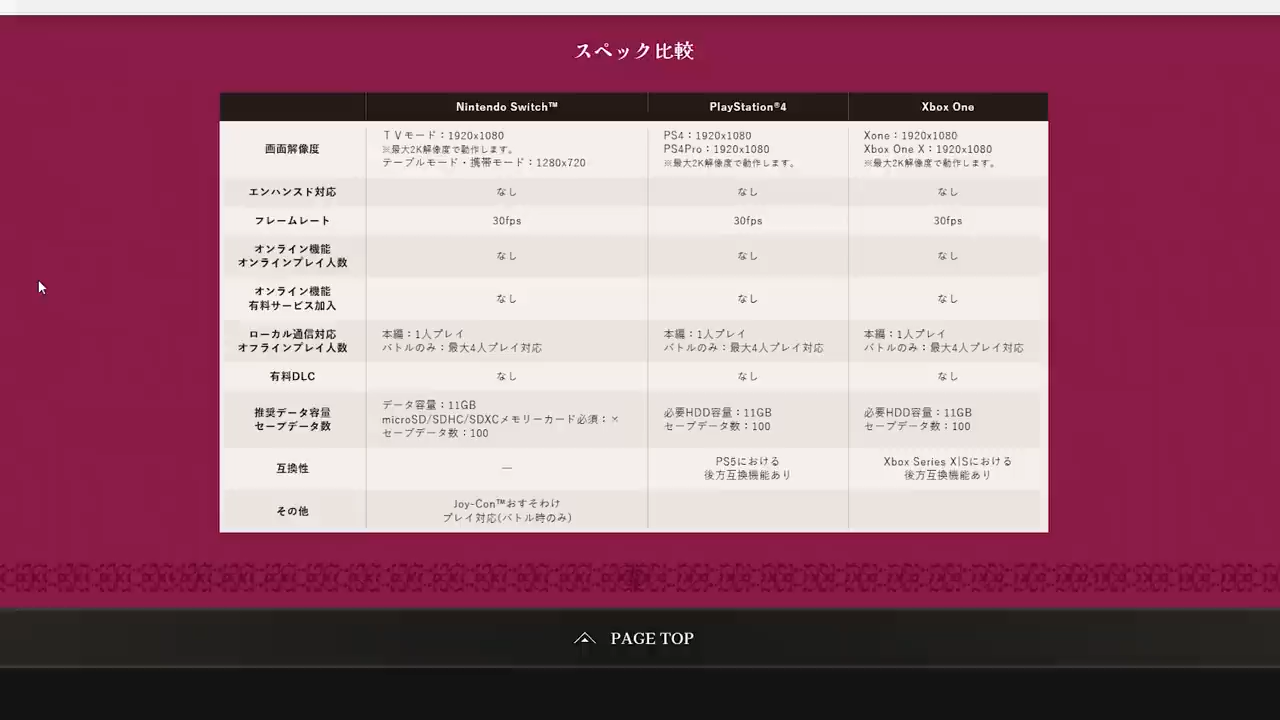 スペック比較
Nintendo Switch™ PlayStation®4 Xbox One
画面解像度
TVモード：1920x1080
※最大2K解像度で動作します。
テーブルモード・携帯モード：1280x720
PS4：1920x1080
PS4Pro：1920x1080
※最大2K解像度で動作します。
Xone：1920x1080
Xbox One X：1920x1080
※最大2K解像度で動作します。
エンハンスド対応 なし なし なし
フレームレート 30fps 30fps 30fps
オンライン機能
オンラインプレイ人数
なし なし なし
オンライン機能
有料サービス加入
なし なし なし
ローカル通信対応
オフラインプレイ人数
本編：1人プレイ
バトルのみ：最大4人プレイ対応
本編：1人プレイ
バトルのみ：最大4人プレイ対応
本編：1人プレイ
バトルのみ：最大4人プレイ対応
有料DLC なし なし なし
推奨データ容量
セーブデータ数
データ容量：11GB
microSD/SDHC/SDXCメモリーカード必須：×
セーブデータ数：100
必要HDD容量：11GB
セーブデータ数：100
必要HDD容量：11GB
セーブデータ数：100
互換性
—
PS5における
後方互換機能あり
Xbox Series X|Sにおける
後方互換機能あり
その他
Joy-Con™おすそわけ
プレイ対応(バトル時のみ)
PAGE TOP